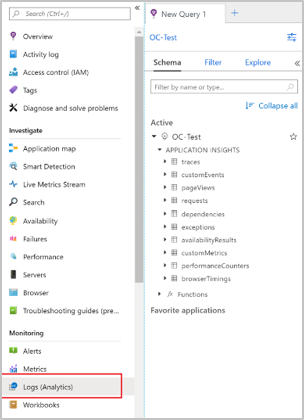 Search (Ctrl+/)
Overview
Activity log
Access control (IAM)
Tags
Diagnose and solve problems
Investigate
Application map
Smart Detection
Live Metrics Stream
Search
Availability
Failures
Performance
Servers
Browser
Troubleshooting guides (pre...
Monitoring
Alerts
Metrics
Logs (Analytics)
Workbooks
New Query 1
OC-Test
Schema Filter Explore
Filter by name or type...
Collapse all
Active
OC-Test
APPLICATION INSIGHTS
traces
customEvents
pageViews
requests
dependencies
exceptions
availabilityResults
customMetrics
performanceCounters
browserTimings
fx Functions
Favorite applications